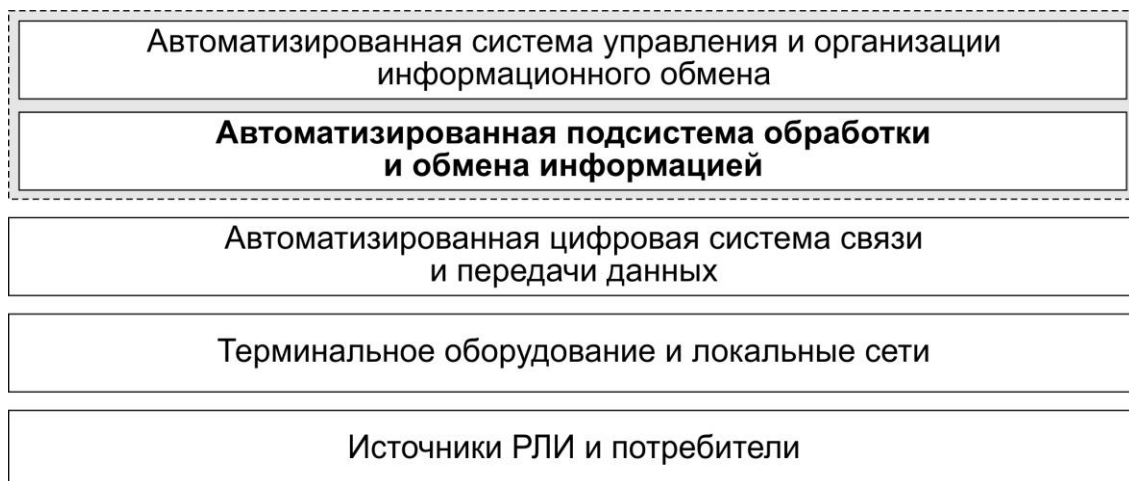 Автоматизированная система управления и организации
информационного обмена
Автоматизированная подсистема обработки
и обмена информацией
Автоматизированная цифровая система связи
и передачи данных
Терминальное оборудование и локальные сети
Источники РЛИ и потребители